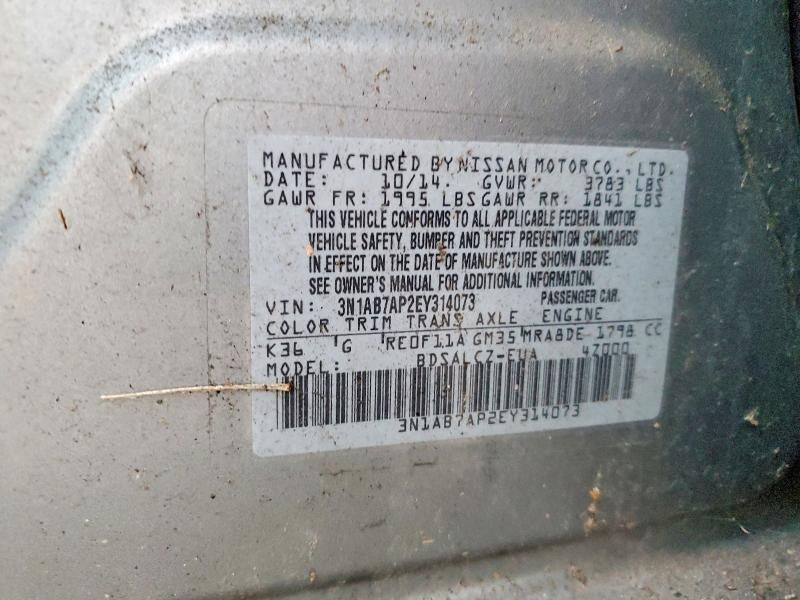 MANUFACTURED BY NISSAN MOTOR CO., LTD.
DATE: 10/14. GVWR: 3783 LBS
GAWR FR: 1995 LBS GAWR RR: 1841 LBS
THIS VEHICLE CONFORMS TO ALL APPLICABLE FEDERAL MOTOR
VEHICLE SAFETY, BUMPER AND THEFT PREVENTION STANDARDS
IN EFFECT ON THE DATE OF MANUFACTURE SHOWN ABOVE.
SEE OWNER'S MANUAL FOR ADDITIONAL INFORMATION.
VIN: 3N1AB7AP2EY314073 PASSENGER CAR.
COLOR TRIM TRANS AXLE ENGINE
K36 G RE0F11A GM35 MRA8DE 1798 CC
MODEL: BDSALCZ-EUA 4Z000
3N1AB7AP2EY314073